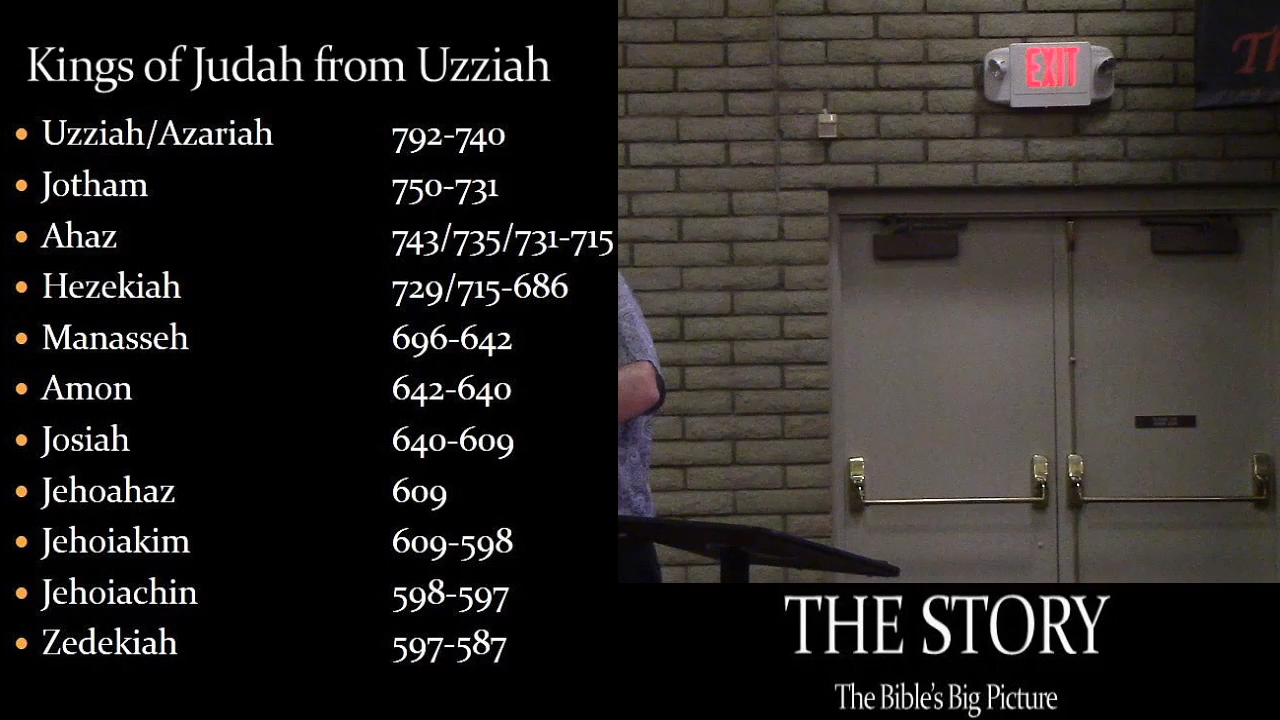 Kings of Judah from Uzziah
• Uzziah/Azariah 792-740
• Jotham 750-731
• Ahaz 743/735/731-715
• Hezekiah 729/715-686
• Manasseh 696-642
• Amon 642-640
• Josiah 640-609
• Jehoahaz 609
• Jehoiakim 609-598
• Jehoiachin 598-597
• Zedekiah 597-587
EXIT
THE STORY
The Bible's Big Picture